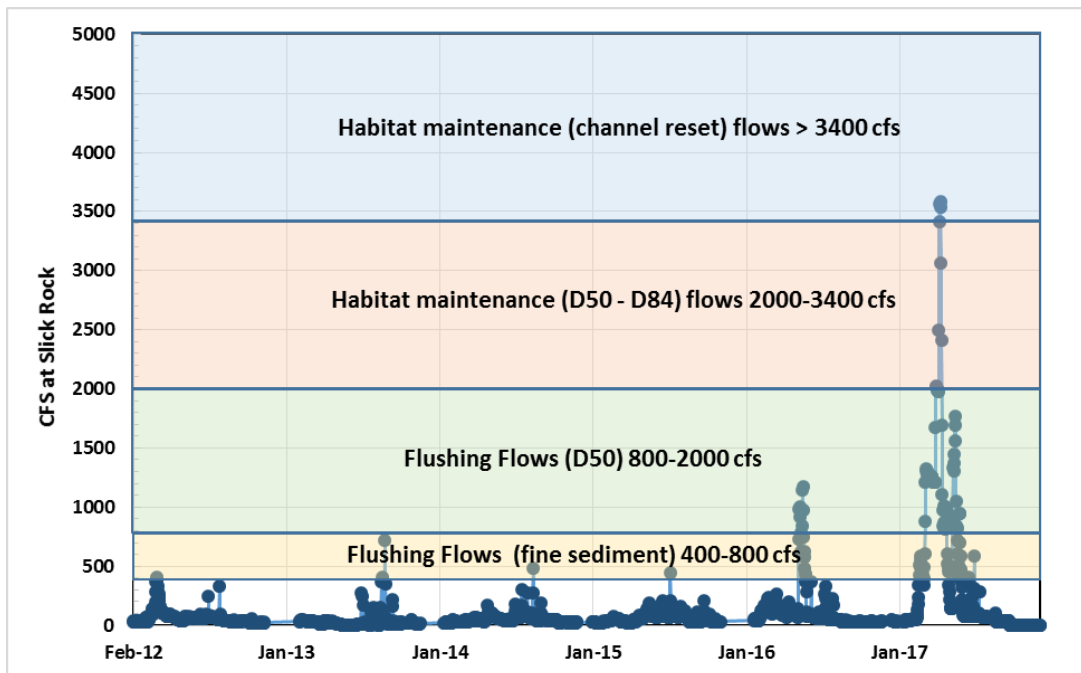 5000
4500
4000
3500
3000
2500
2000
1500
1000
500
0
CFS at Slick Rock
Habitat maintenance (channel reset) flows > 3400 cfs
Habitat maintenance (D50 - D84) flows 2000-3400 cfs
Flushing Flows (D50) 800-2000 cfs
Flushing Flows (fine sediment) 400-800 cfs
Feb-12 Jan-13 Jan-14 Jan-15 Jan-16 Jan-17